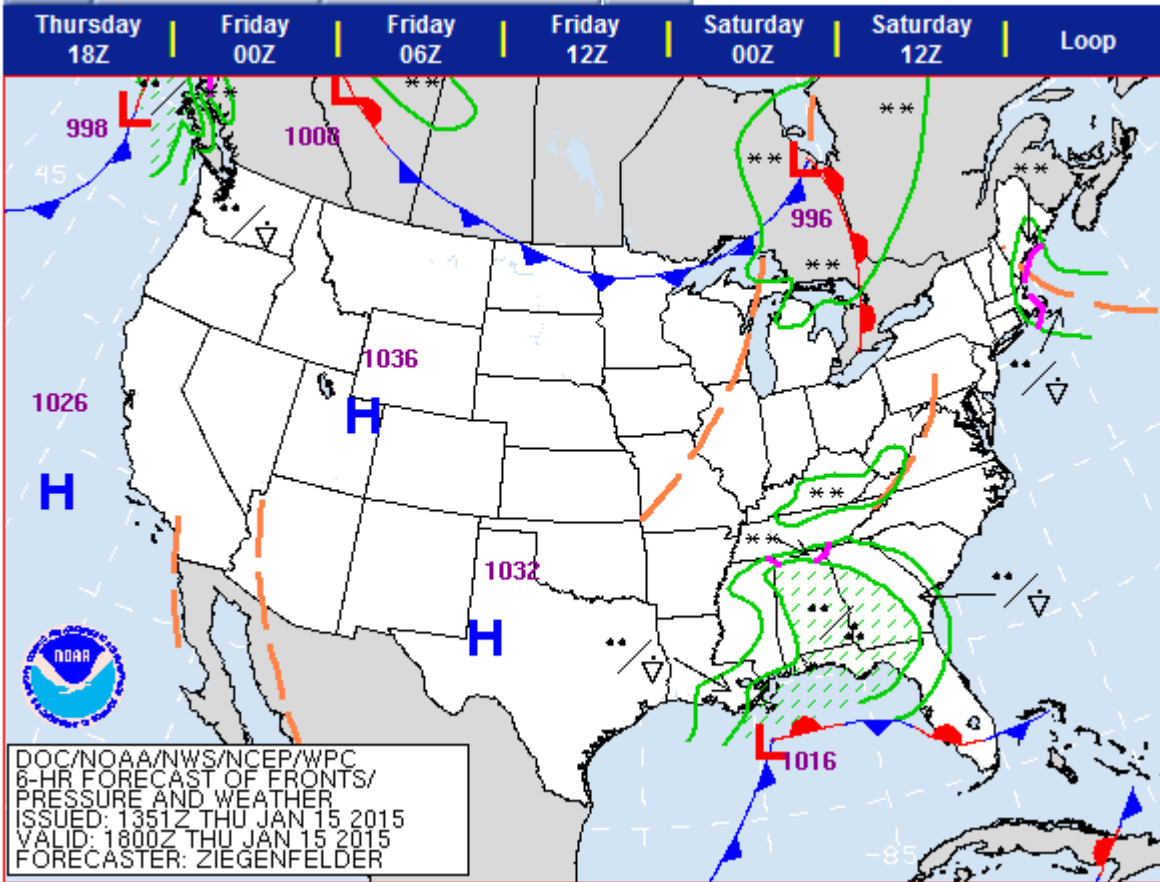 Thursday
18Z
Friday
00Z
Friday
06Z
Friday
12Z
Saturday
00Z
Saturday
12Z
Loop
L
998
1008
L
45
L
996
1036
H
1026
H
1032
H
L
1016
-85
NOAA
DOC/NOAA/NWS/NCEP/WPC
6-HR FORECAST OF FRONTS/
PRESSURE AND WEATHER
ISSUED: 1351Z THU JAN 15 2015
VALID: 1800Z THU JAN 15 2015
FORECASTER: ZIEGENFELDER